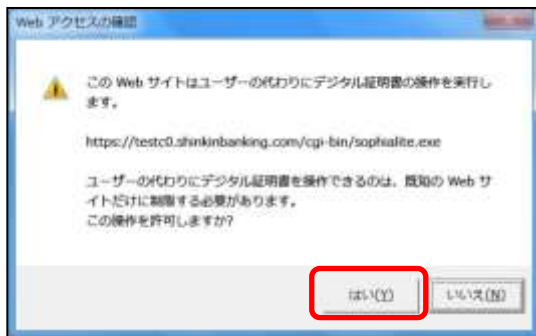 Web アクセスの確認
この Web サイトはユーザーの代わりにデジタル証明書の操作を実行し
ます。
https://testc0.shinkinbanking.com/cgi-bin/sophialite.exe
ユーザーの代わりにデジタル証明書を操作できるのは、既知の Web サ
イトだけに制限する必要があります。
この操作を許可しますか?
はい(Y)
いいえ(N)